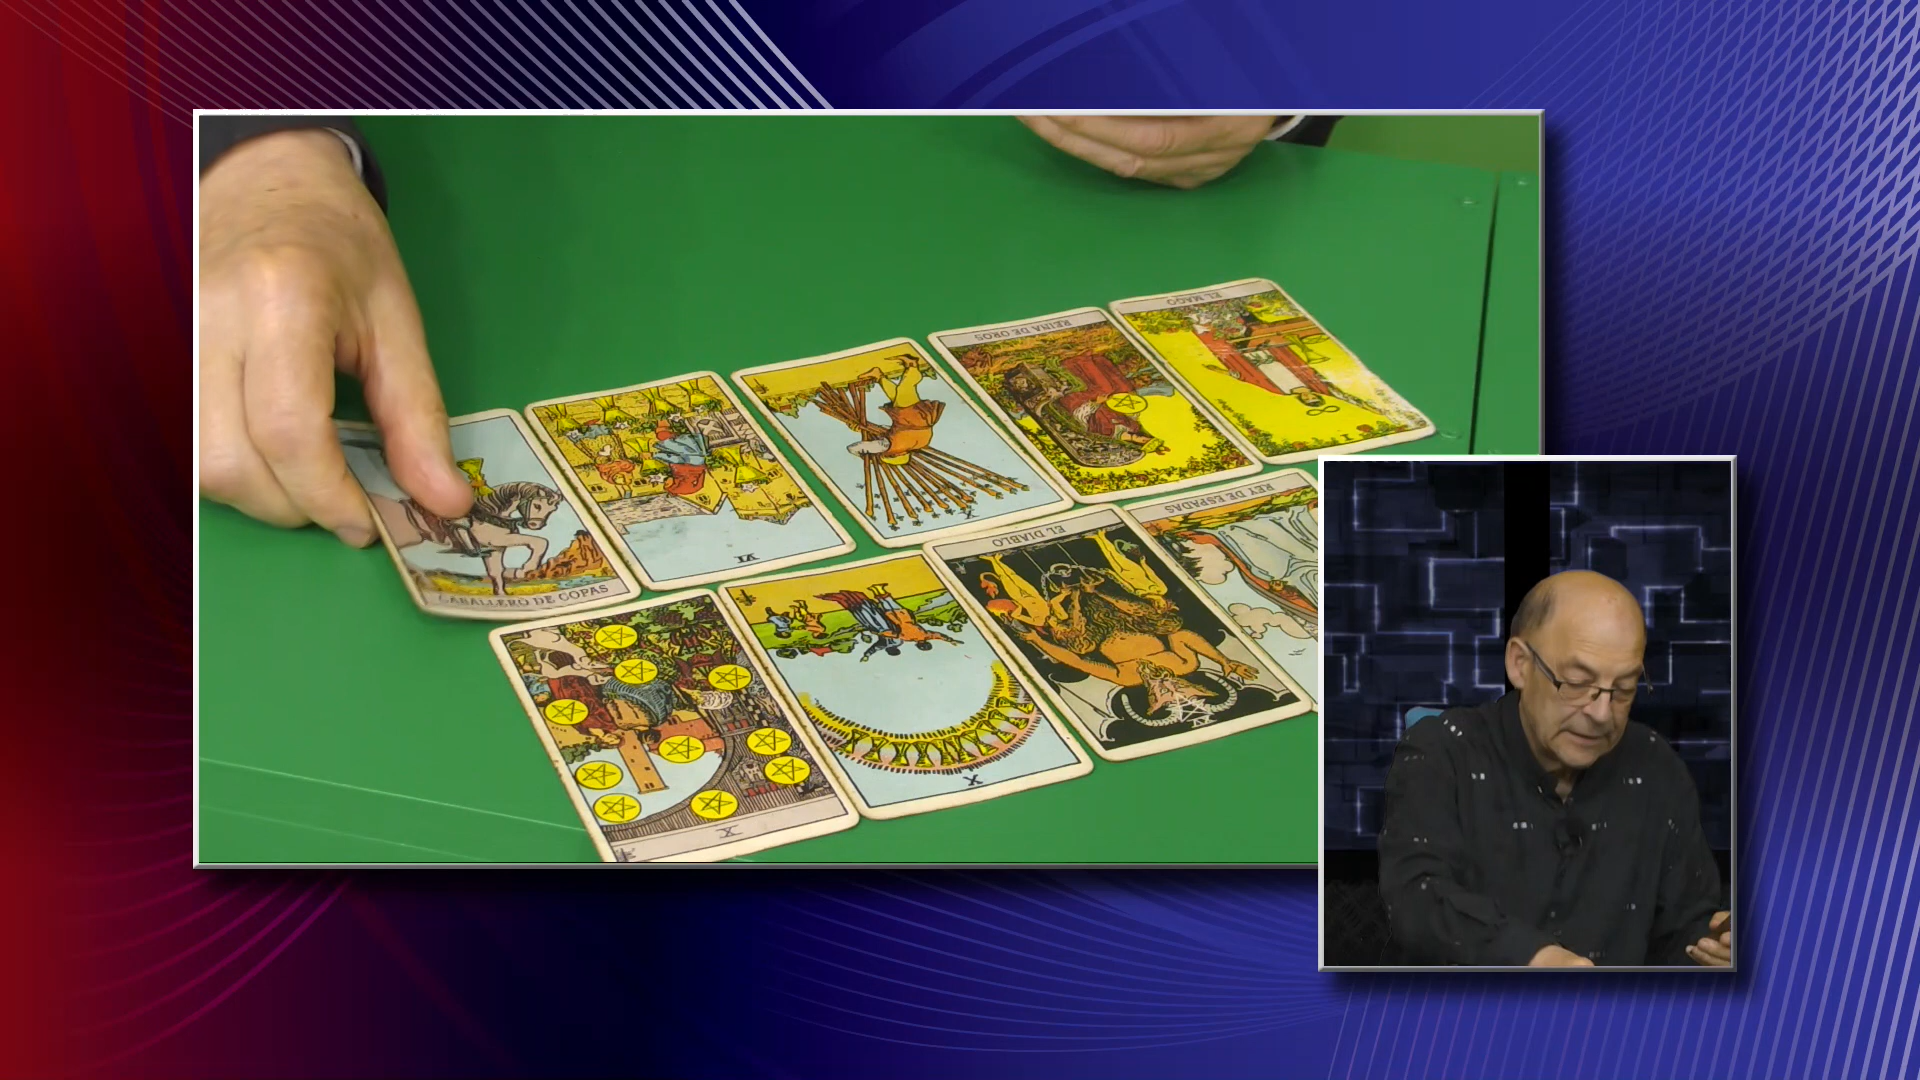 EL MAGO
REINA DE OROS
X
VI
CABALLERO DE COPAS
I
REY DE ESPADAS
EL DIABLO
X
X